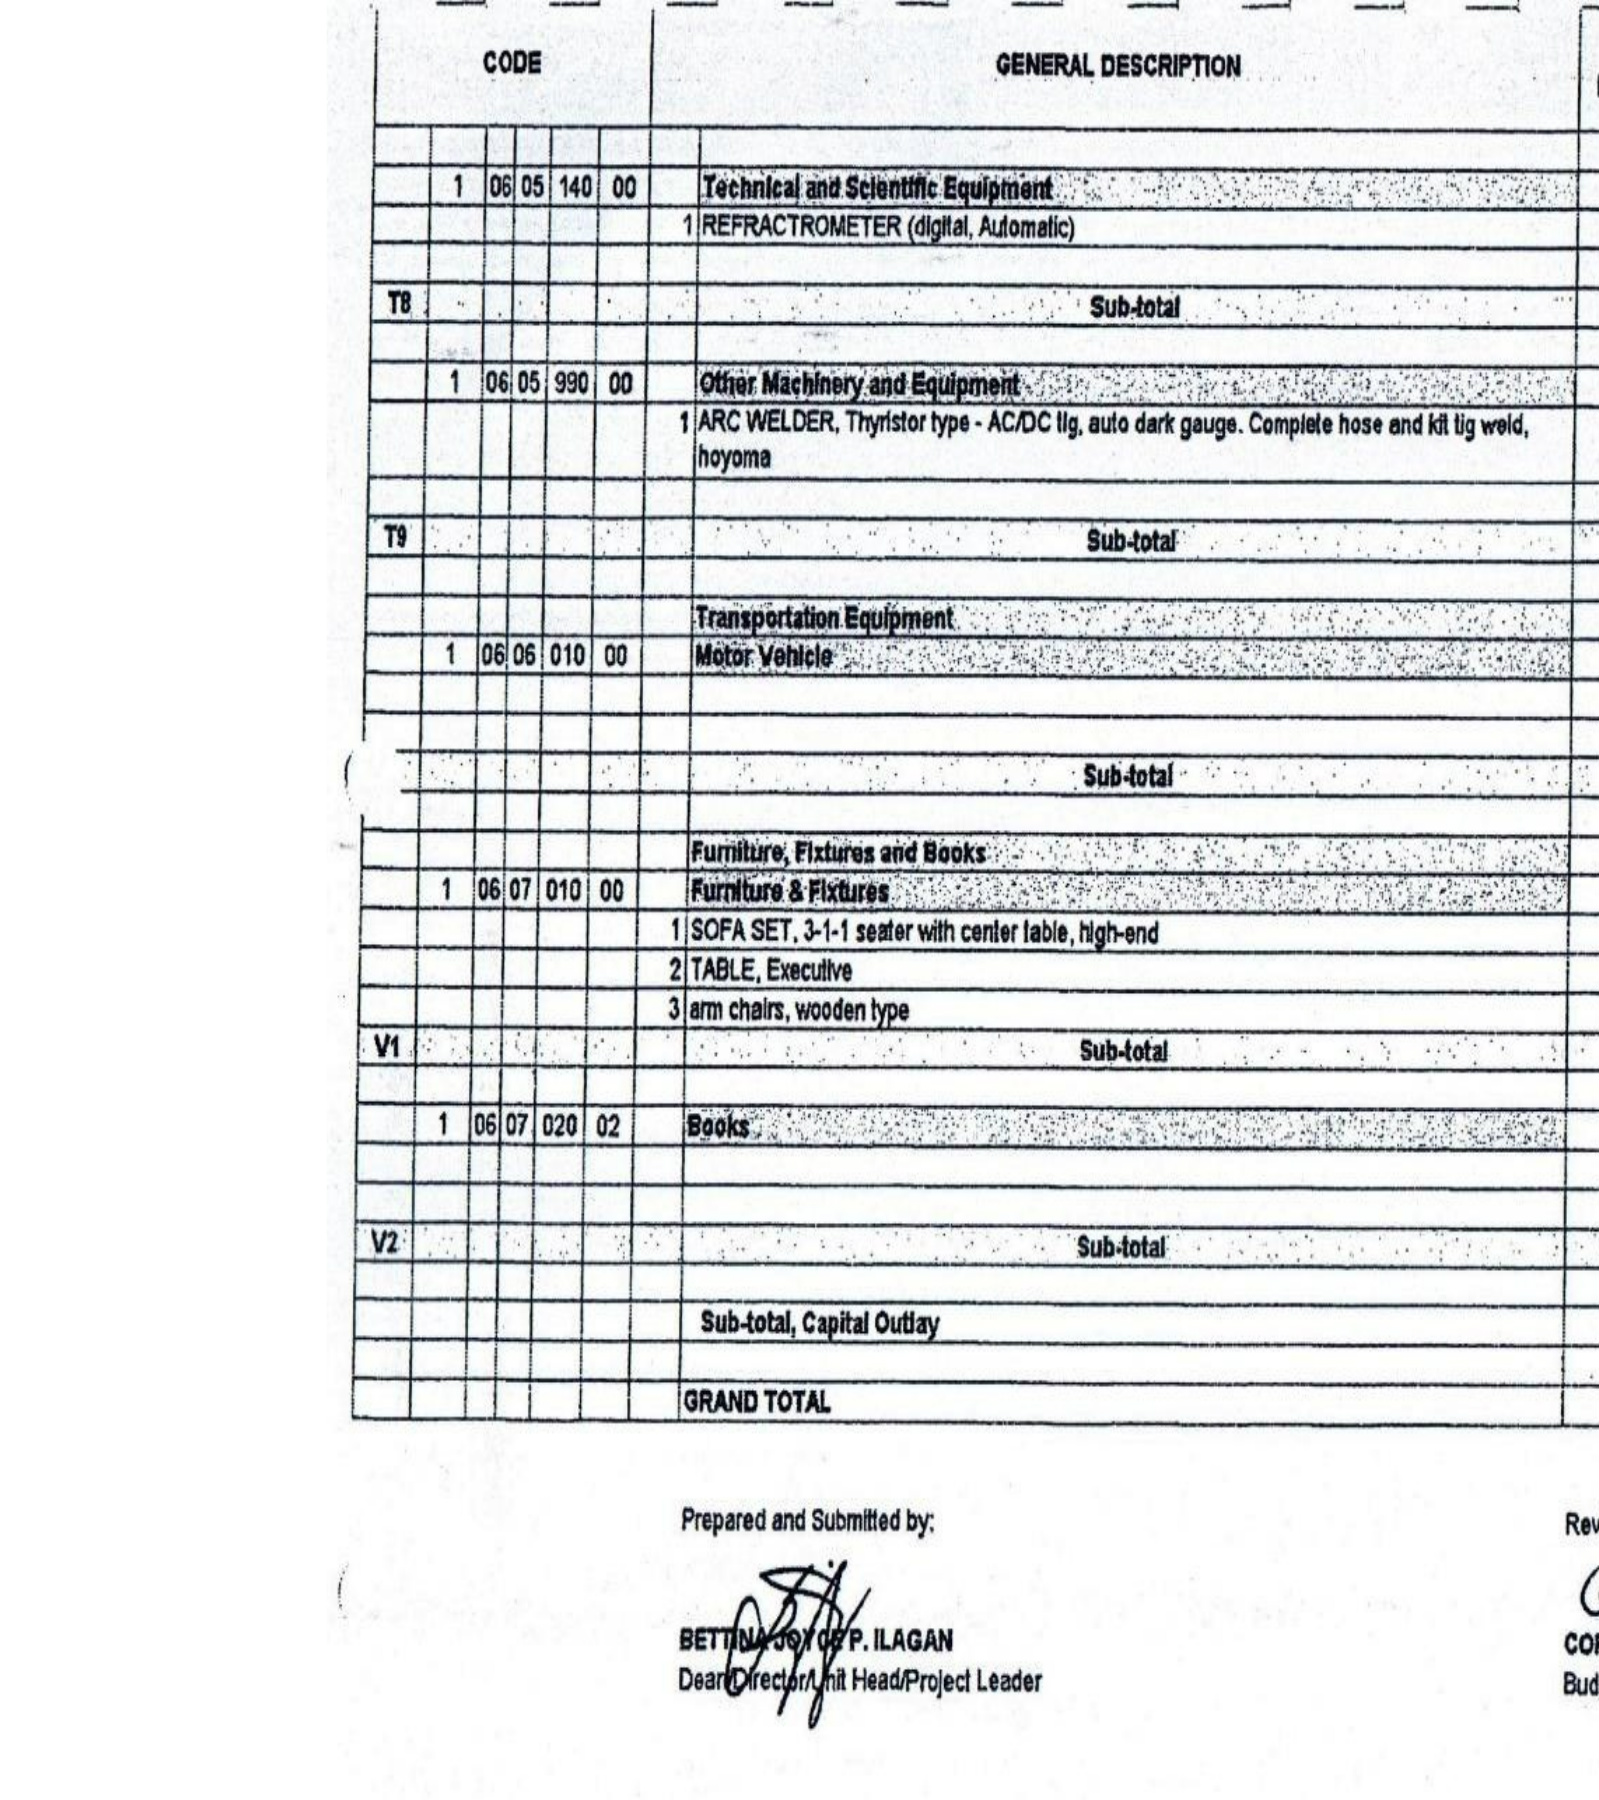 CODE GENERAL DESCRIPTION
1 06 05 140 00 Technical and Scientific Equipment
1 REFRACTROMETER (digital, Automatic)
T8 Sub-total
1 06 05 990 00 Other Machinery and Equipment
1 ARC WELDER, Thyristor type - AC/DC tig, auto dark gauge. Complete hose and kit tig weld,
hoyoma
T9 Sub-total
Transportation Equipment
1 06 06 010 00 Motor Vehicle
Sub-total
Furniture, Fixtures and Books
1 06 07 010 00 Furniture & Fixtures
1 SOFA SET, 3-1-1 seater with center table, high-end
2 TABLE, Executive
3 arm chairs, wooden type
V1 Sub-total
1 06 07 020 02 Books
V2 Sub-total
Sub-total, Capital Outlay
GRAND TOTAL
Prepared and Submitted by:
Rev
BETTINA JOYCE P. ILAGAN
Dean/Director/Unit Head/Project Leader
Bud